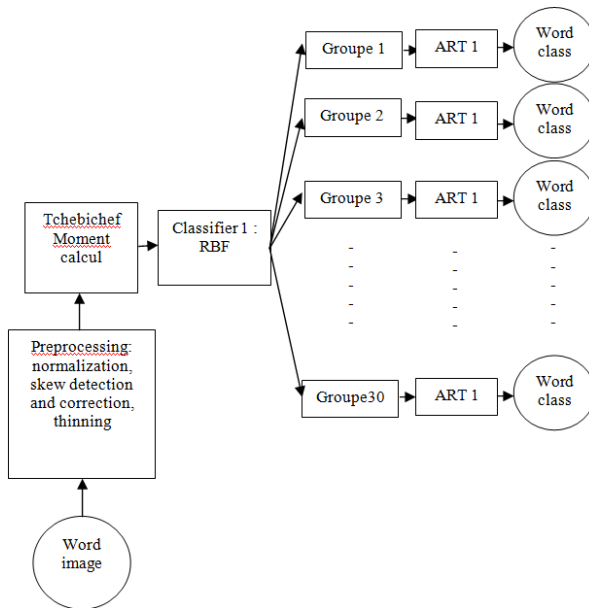 Groupe 1
ART 1
Word
class
Groupe 2
ART 1
Word
class
Groupe 3
ART 1
Word
class
Tchebichef
Moment
calcul
Classifier 1 :
RBF
Preprocessing:
normalization,
skew detection
and correction,
thinning
Groupe30
ART 1
Word
class
Word
image